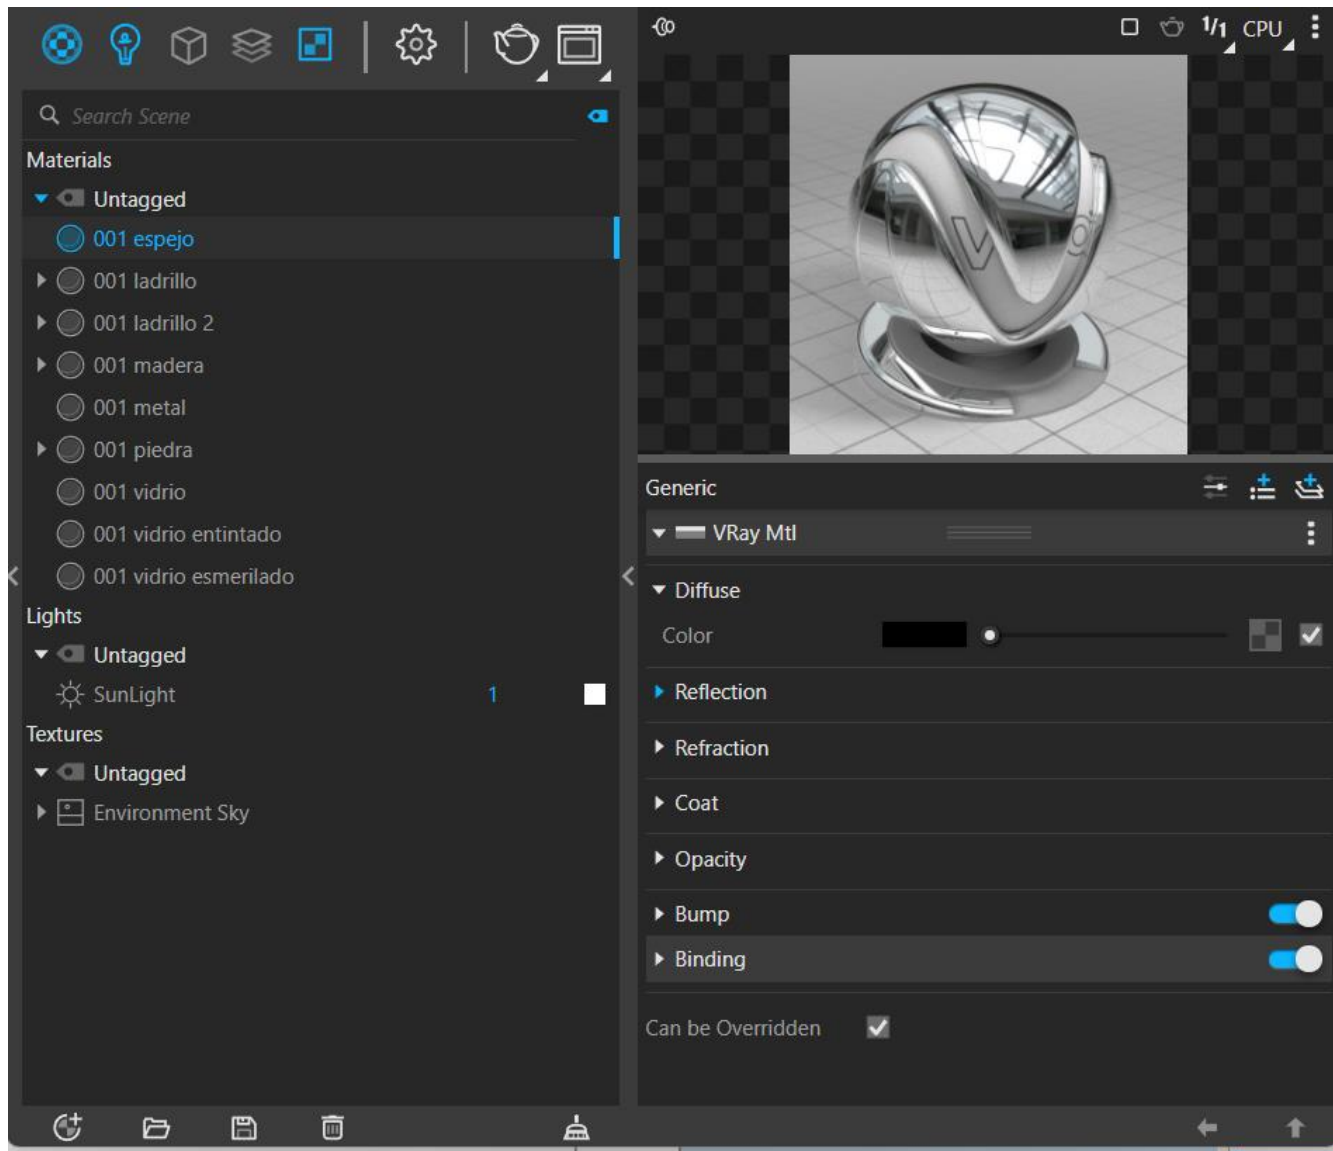 1/1 CPU
Search Scene
Materials
Untagged
001 espejo
001 ladrillo
001 ladrillo 2
001 madera
001 metal
001 piedra
001 vidrio
001 vidrio entintado
001 vidrio esmerilado
Lights
Untagged
SunLight 1
Textures
Untagged
Environment Sky
V
Generic
VRay Mtl
Diffuse
Color
Reflection
Refraction
Coat
Opacity
Bump
Binding
Can be Overridden